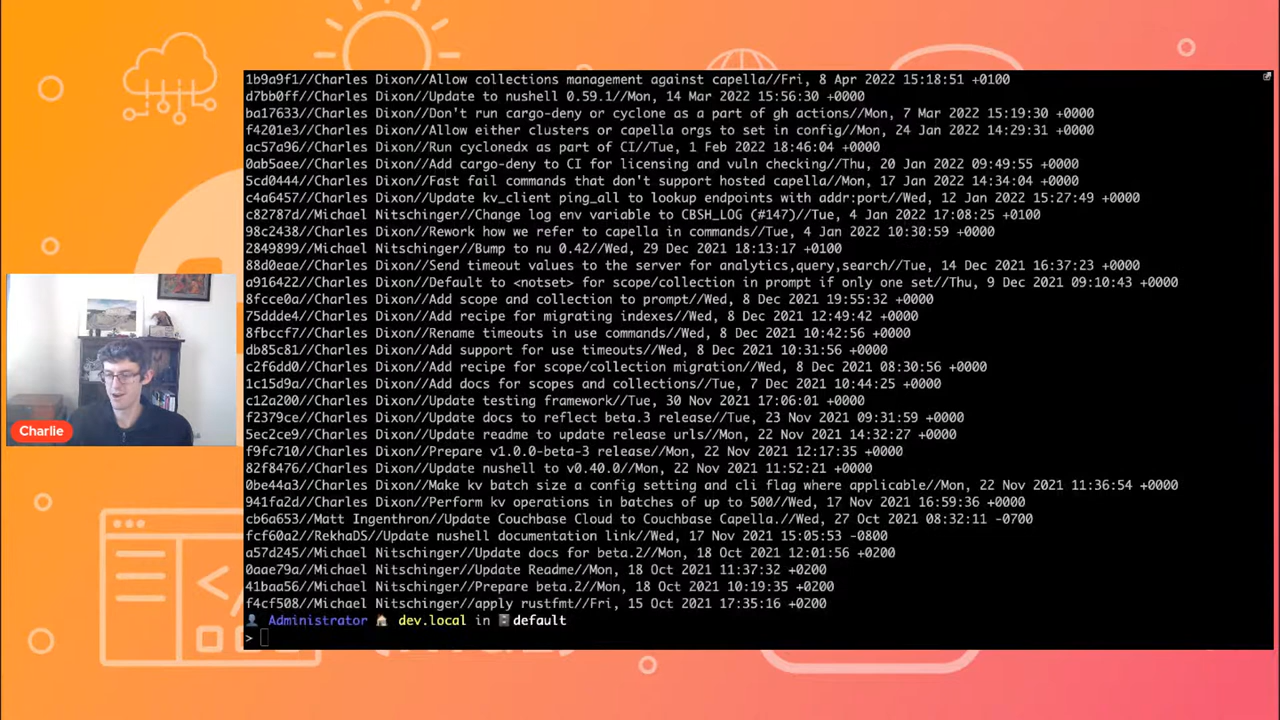 1b9a9f1//Charles Dixon//Allow collections management against capella//Fri, 8 Apr 2022 15:18:51 +0100
d7bb0ff//Charles Dixon//Update to nushell 0.59.1//Mon, 14 Mar 2022 15:56:30 +0000
ba17633//Charles Dixon//Don't run cargo-deny or cyclone as a part of gh actions//Mon, 7 Mar 2022 15:19:30 +0000
f4201e3//Charles Dixon//Allow either clusters or capella orgs to set in config//Mon, 24 Jan 2022 14:29:31 +0000
ac57a96//Charles Dixon//Run cyclonedx as part of CI//Tue, 1 Feb 2022 18:46:04 +0000
0ab5aee//Charles Dixon//Add cargo-deny to CI for licensing and vuln checking//Thu, 20 Jan 2022 09:49:55 +0000
5cd0444//Charles Dixon//Fast fail commands that don't support hosted capella//Mon, 17 Jan 2022 14:34:04 +0000
c4a6457//Charles Dixon//Update kv_client ping_all to lookup endpoints with addr:port//Wed, 12 Jan 2022 15:27:49 +0000
c82787d//Michael Nitschinger//Change log env variable to CBSH_LOG (#147)//Tue, 4 Jan 2022 17:08:25 +0100
98c2438//Charles Dixon//Rework how we refer to capella in commands//Tue, 4 Jan 2022 10:30:59 +0000
2849899//Michael Nitschinger//Bump to nu 0.42//Wed, 29 Dec 2021 18:13:17 +0100
88d0eae//Charles Dixon//Send timeout values to the server for analytics,query,search//Tue, 14 Dec 2021 16:37:23 +0000
a916422//Charles Dixon//Default to <notset> for scope/collection in prompt if only one set//Thu, 9 Dec 2021 09:10:43 +0000
8fcce0a//Charles Dixon//Add scope and collection to prompt//Wed, 8 Dec 2021 19:55:32 +0000
75ddde4//Charles Dixon//Add recipe for migrating indexes//Wed, 8 Dec 2021 12:49:42 +0000
8fbccf7//Charles Dixon//Rename timeouts in use commands//Wed, 8 Dec 2021 10:42:56 +0000
db85c81//Charles Dixon//Add support for use timeouts//Wed, 8 Dec 2021 10:31:56 +0000
c2f6dd0//Charles Dixon//Add recipe for scope/collection migration//Wed, 8 Dec 2021 08:30:56 +0000
1c15d9a//Charles Dixon//Add docs for scopes and collections//Tue, 7 Dec 2021 10:44:25 +0000
c12a200//Charles Dixon//Update testing framework//Tue, 30 Nov 2021 17:06:01 +0000
f2379ce//Charles Dixon//Update docs to reflect beta.3 release//Tue, 23 Nov 2021 09:31:59 +0000
5ec2ce9//Charles Dixon//Update readme to update release urls//Mon, 22 Nov 2021 14:32:27 +0000
f9fc710//Charles Dixon//Prepare v1.0.0-beta-3 release//Mon, 22 Nov 2021 12:17:35 +0000
82f8476//Charles Dixon//Update nushell to v0.40.0//Mon, 22 Nov 2021 11:52:21 +0000
0be44a3//Charles Dixon//Make kv batch size a config setting and cli flag where applicable//Mon, 22 Nov 2021 11:36:54 +0000
941fa2d//Charles Dixon//Perform kv operations in batches of up to 500//Wed, 17 Nov 2021 16:59:36 +0000
cb6a653//Matt Ingenthron//Update Couchbase Cloud to Couchbase Capella.//Wed, 27 Oct 2021 08:32:11 -0700
fcf60a2//RekhaDS//Update nushell documentation link//Wed, 17 Nov 2021 15:05:53 -0800
a57d245//Michael Nitschinger//Update docs for beta.2//Mon, 18 Oct 2021 12:01:56 +0200
0aae79a//Michael Nitschinger//Update Readme//Mon, 18 Oct 2021 11:37:32 +0200
41baa56//Michael Nitschinger//Prepare beta.2//Mon, 18 Oct 2021 10:19:35 +0200
f4cf508//Michael Nitschinger//apply rustfmt//Fri, 15 Oct 2021 17:35:16 +0200
👤 Administrator 🏠 dev.local in 🗄 default
>
Charlie